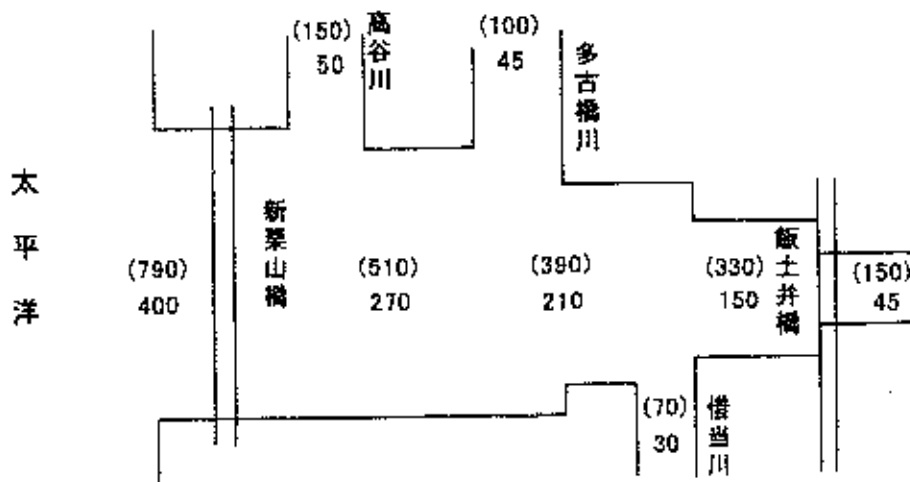 (150)
50
高谷川
(100)
45
多古橋川
太平洋
(790)
400
新栗山橋
(510)
270
(390)
210
(330)
150
飯土井橋
(150)
45
(70)
30
借当川